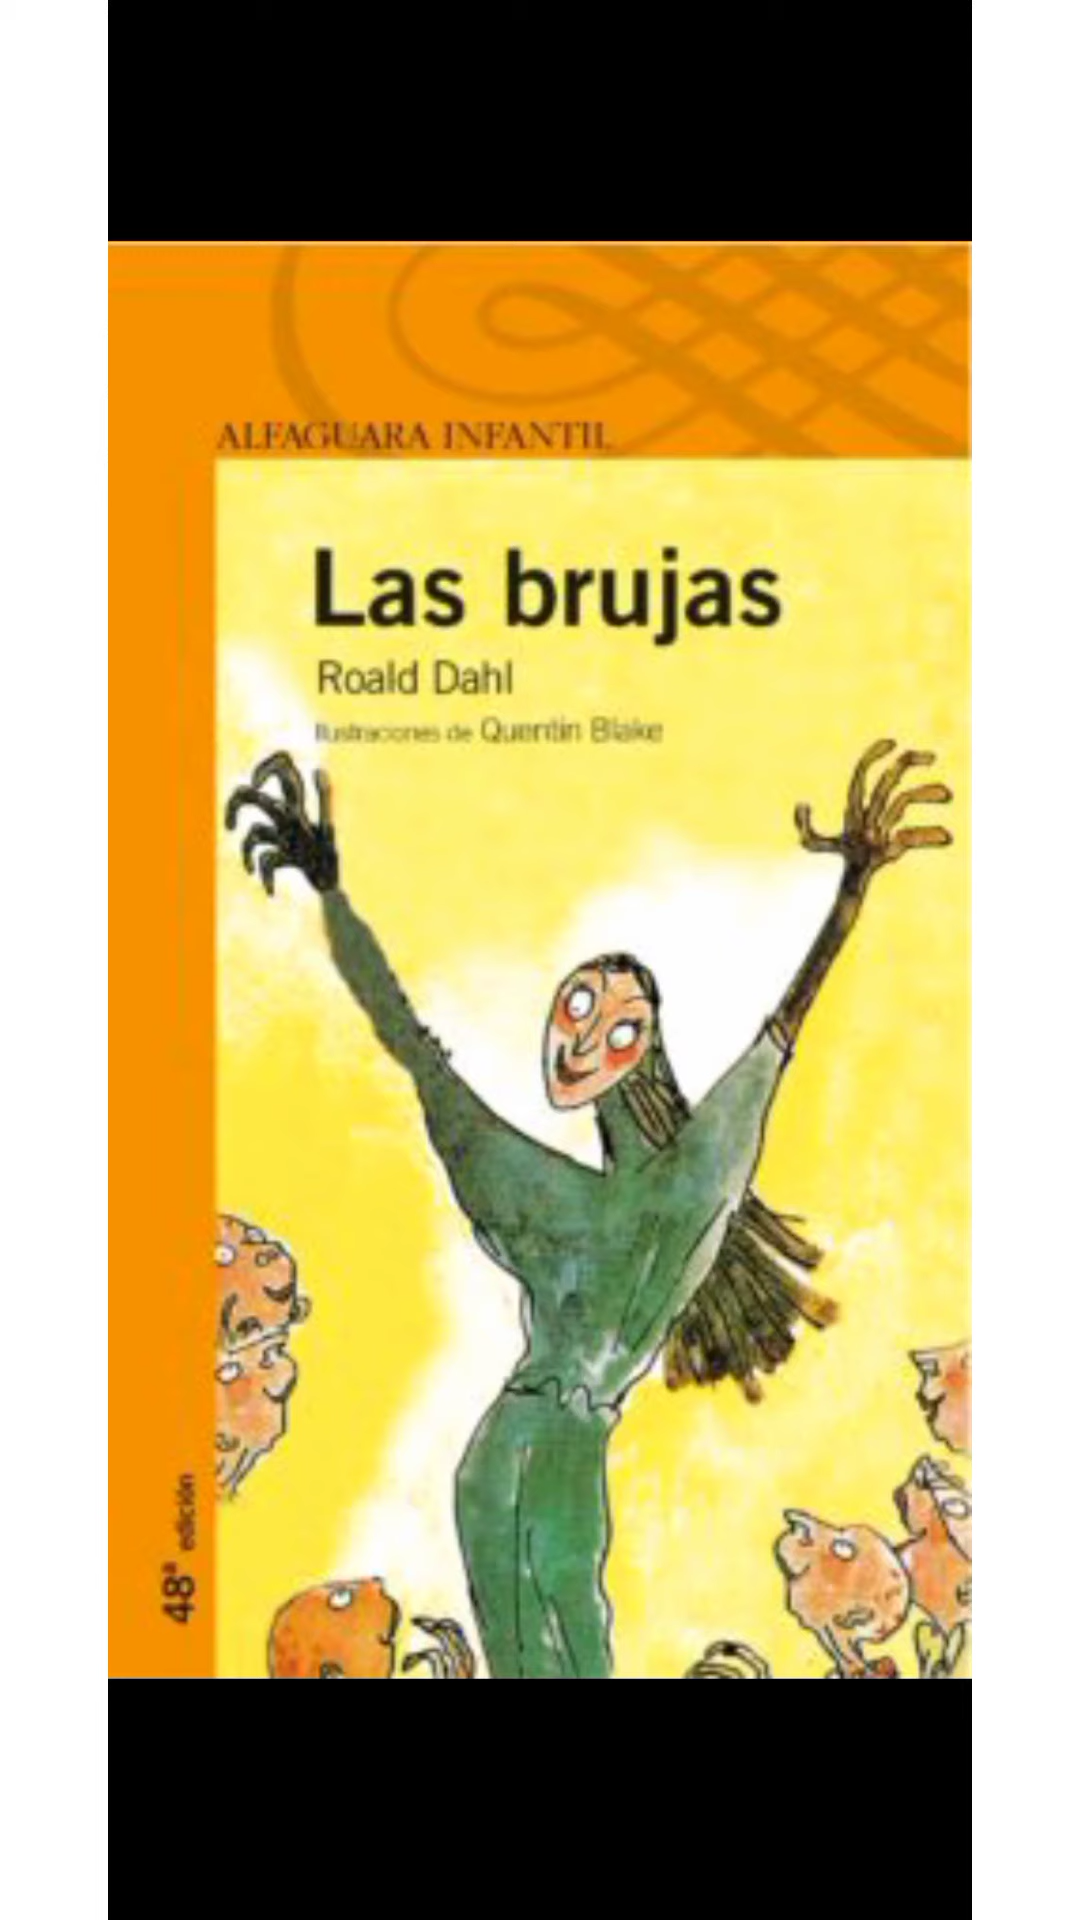 ALFAGUARA INFANTIL
Las brujas
Roald Dahl
Ilustraciones de Quentin Blake
48ª edición